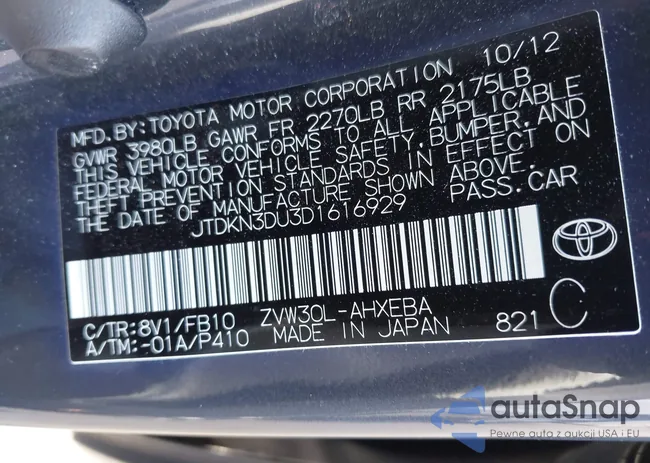 10/12
MFD.BY:TOYOTA MOTOR CORPORATION
GVWR 3980LB GAWR FR 2270LB RR 2175LB
THIS VEHICLE CONFORMS TO ALL APPLICABLE
FEDERAL MOTOR VEHICLE SAFETY,BUMPER,AND
THEFT PREVENTION STANDARDS IN EFFECT ON
THE DATE OF MANUFACTURE SHOWN ABOVE.
JTDKN3DU3D1616929 PASS.CAR
C/TR:8V1/FB10 ZVW30L-AHXEBA
A/TM:-01A/P410 MADE IN JAPAN 821 C
autaSnap
Pewne auta z aukcji USA i EU